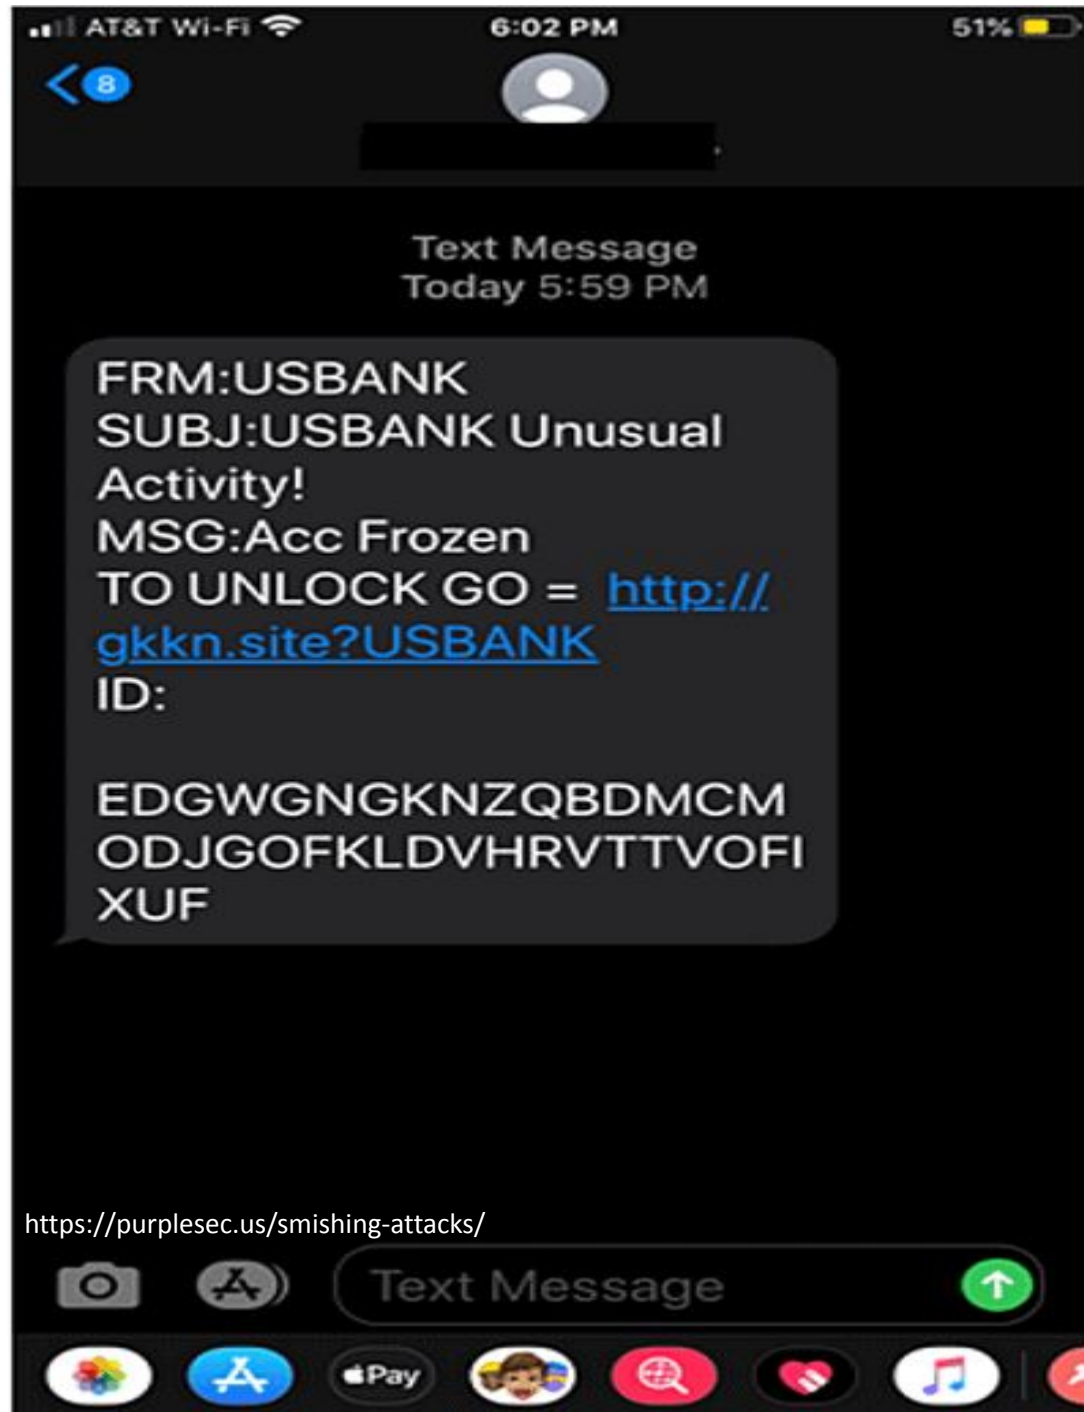 AT&T Wi-Fi 6:02 PM 51%
8
Text Message
Today 5:59 PM
FRM:USBANK
SUBJ:USBANK Unusual
Activity!
MSG:Acc Frozen
TO UNLOCK GO = http://
gkkn.site?USBANK
ID:
EDGWGNGKNZQBDMCM
ODJGOFKLDVHRVTTVOFI
XUF
https://purplesec.us/smishing-attacks/
Text Message
Pay